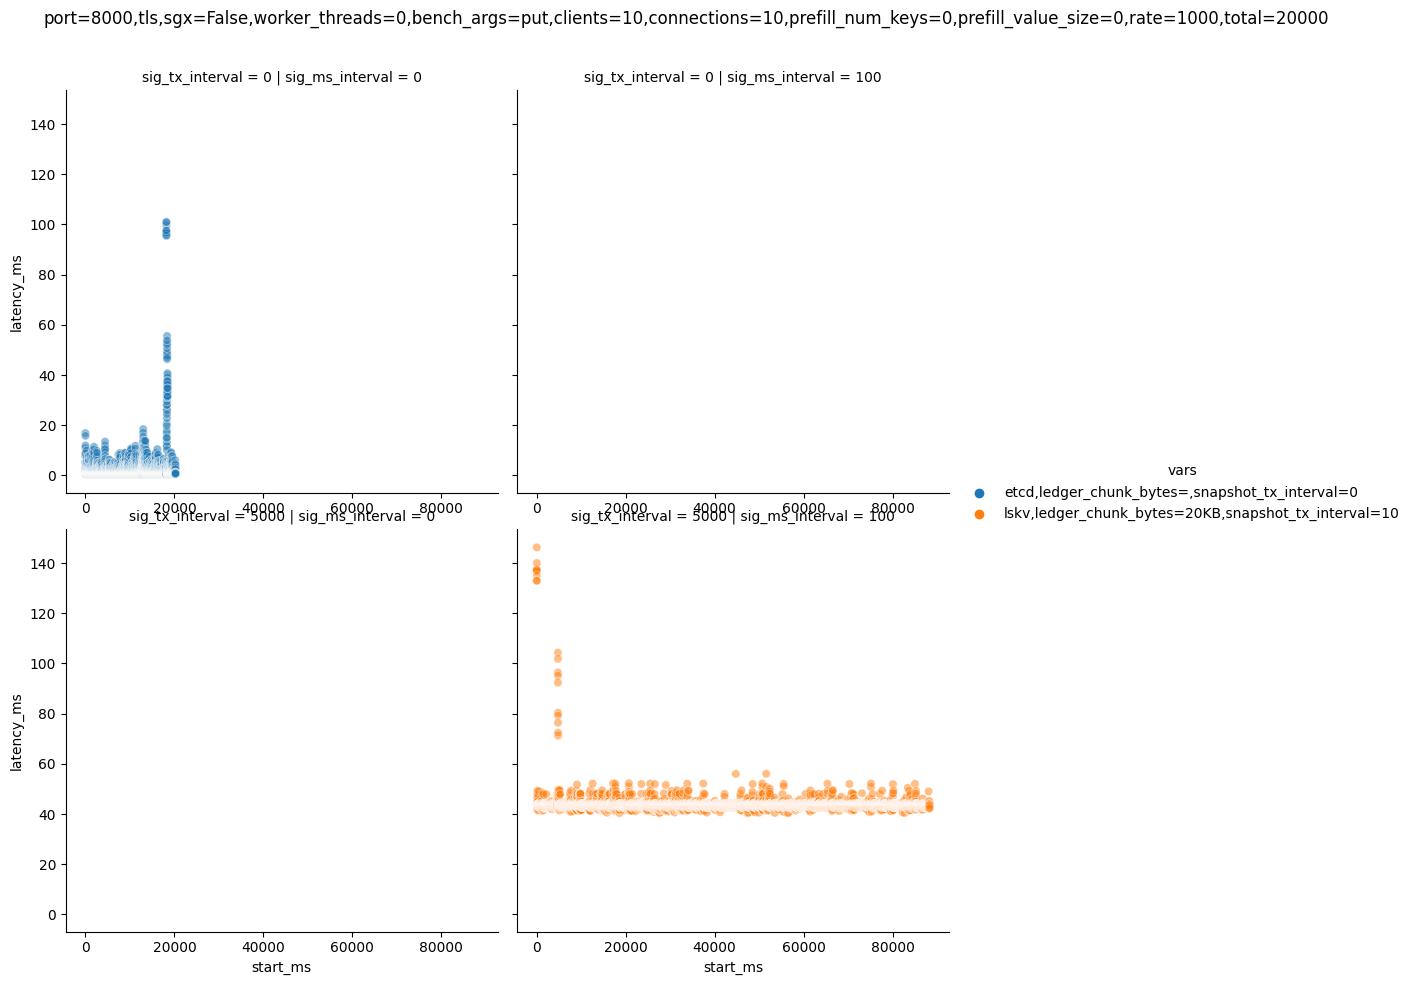 port=8000,tls,sgx=False,worker_threads=0,bench_args=put,clients=10,connections=10,prefill_num_keys=0,prefill_value_size=0,rate=1000,total=20000
sig_tx_interval = 0 | sig_ms_interval = 0
sig_tx_interval = 0 | sig_ms_interval = 100
140
120
100
80
60
40
20
0
latency_ms
0 20000 40000 60000 80000
0 20000 40000 60000 80000
vars
etcd,ledger_chunk_bytes=,snapshot_tx_interval=0
lskv,ledger_chunk_bytes=20KB,snapshot_tx_interval=10
sig_tx_interval = 5000 | sig_ms_interval = 0
sig_tx_interval = 5000 | sig_ms_interval = 100
140
120
100
80
60
40
20
0
latency_ms
0 20000 40000 60000 80000
0 20000 40000 60000 80000
start_ms
start_ms